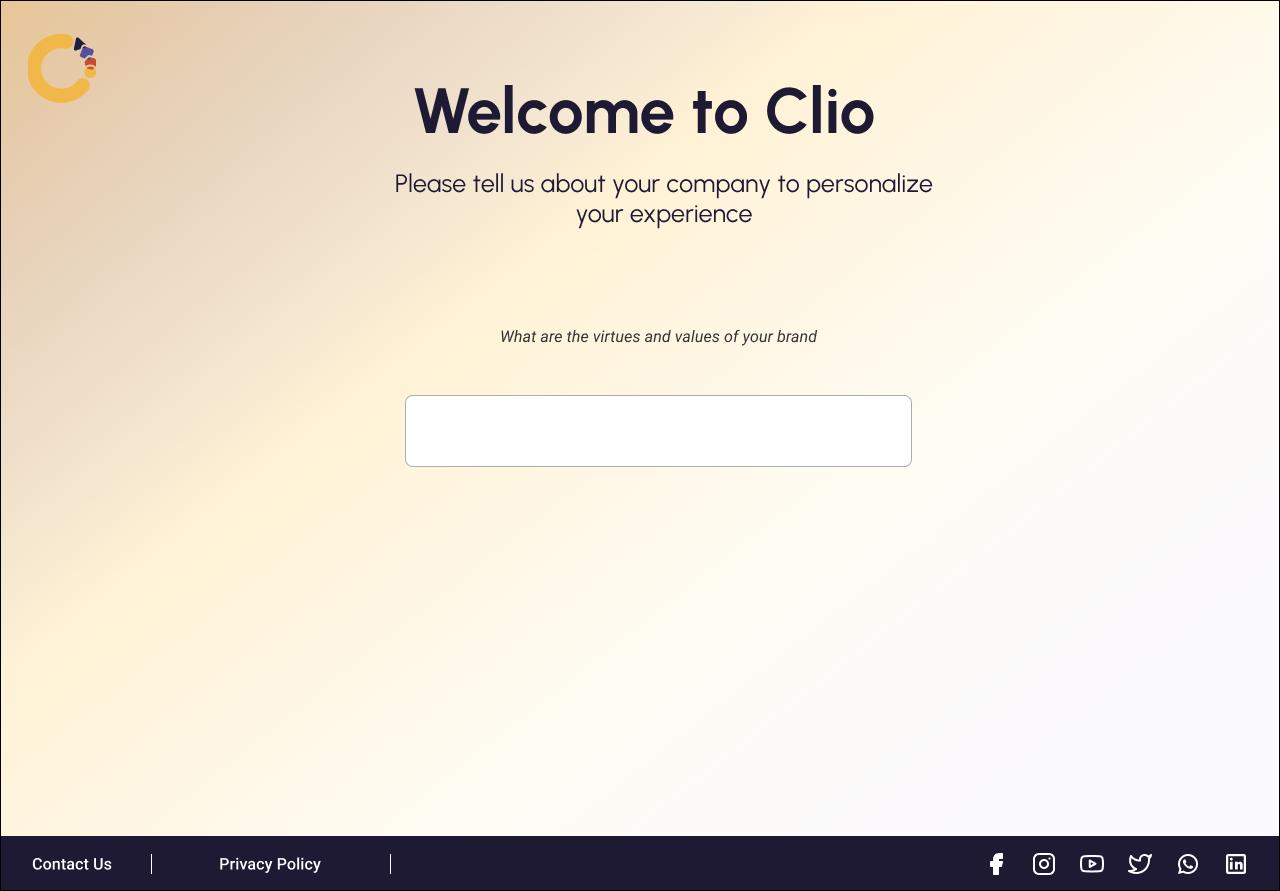 Welcome to Clio
Please tell us about your company to personalize
your experience
What are the virtues and values of your brand
Contact Us
Privacy Policy